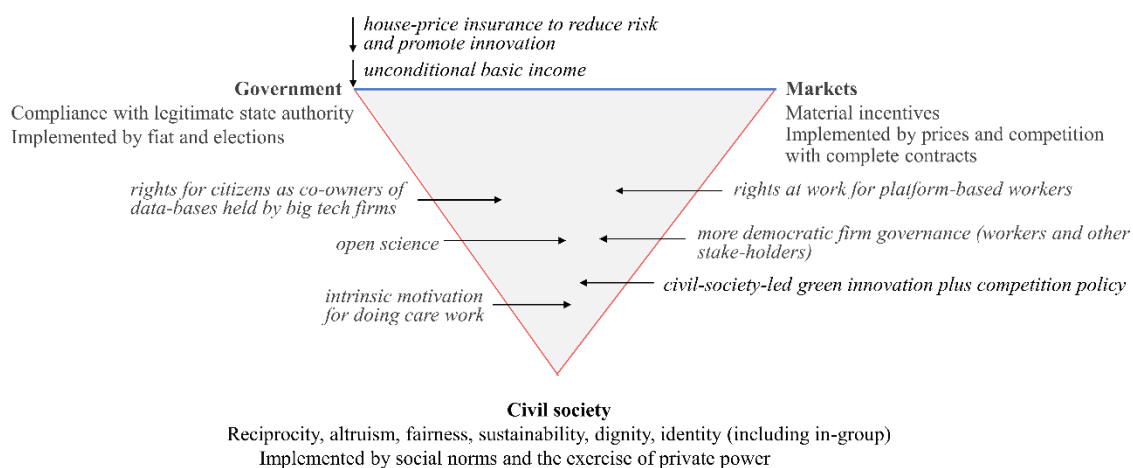 house-price insurance to reduce risk
and promote innovation
unconditional basic income
Government
Compliance with legitimate state authority
Implemented by fiat and elections
Markets
Material incentives
Implemented by prices and competition
with complete contracts
rights for citizens as co-owners of
data-bases held by big tech firms
rights at work for platform-based workers
open science
more democratic firm governance (workers and other
stake-holders)
civil-society-led green innovation plus competition policy
intrinsic motivation
for doing care work
Civil society
Reciprocity, altruism, fairness, sustainability, dignity, identity (including in-group)
Implemented by social norms and the exercise of private power